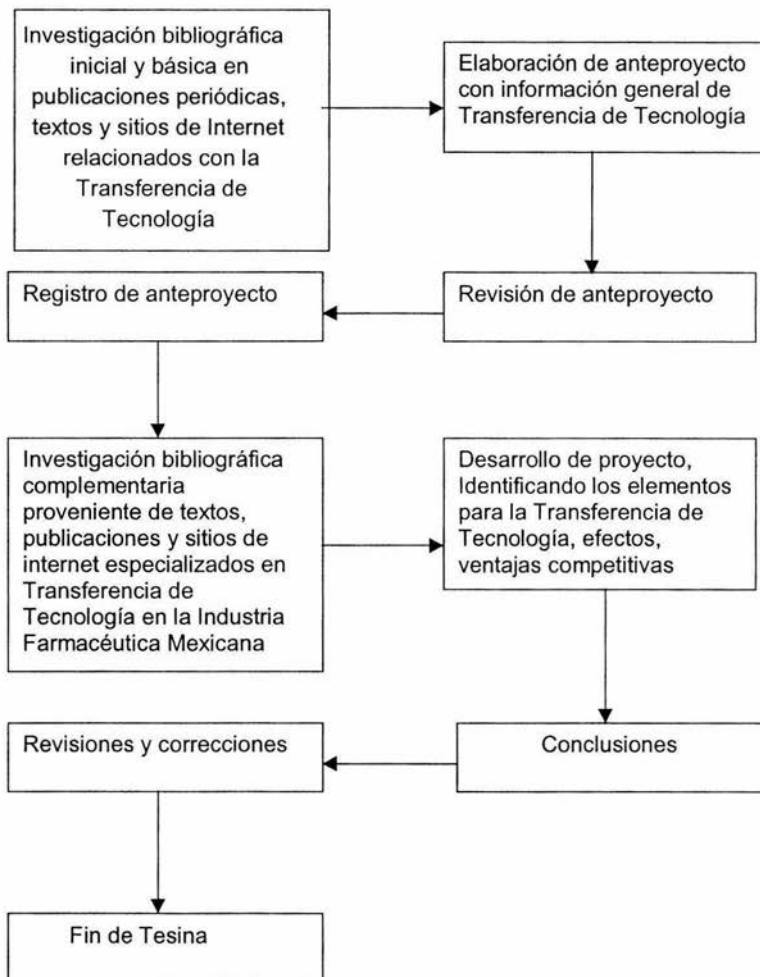 Investigación bibliográfica
inicial y básica en
publicaciones periódicas,
textos y sitios de Internet
relacionados con la
Transferencia de
Tecnología
Elaboración de anteproyecto
con información general de
Transferencia de Tecnología
Revisión de anteproyecto
Registro de anteproyecto
Investigación bibliográfica
complementaria
proveniente de textos,
publicaciones y sitios de
internet especializados en
Transferencia de
Tecnología en la Industria
Farmacéutica Mexicana
Desarrollo de proyecto,
Identificando los elementos
para la Transferencia de
Tecnología, efectos,
ventajas competitivas
Conclusiones
Revisiones y correcciones
Fin de Tesina